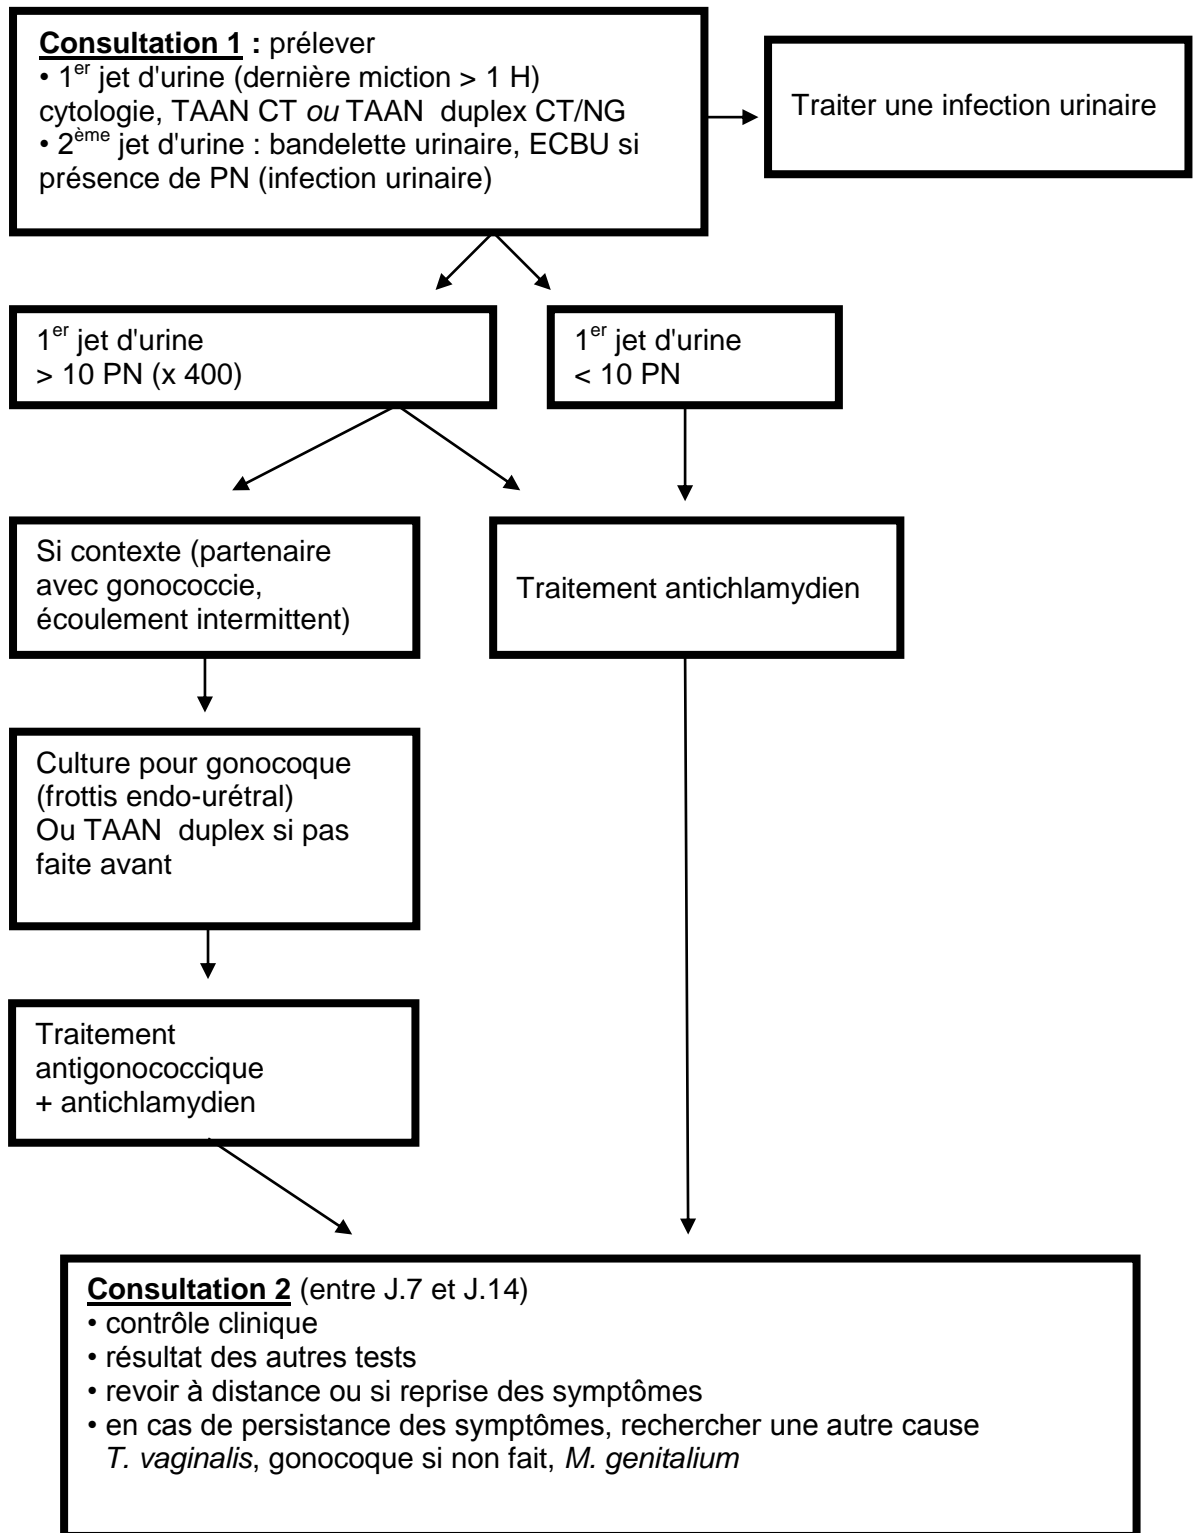 Consultation 1 : prélever
• 1er jet d'urine (dernière miction > 1 H)
cytologie, TAAN CT ou TAAN duplex CT/NG
• 2ème jet d'urine : bandelette urinaire, ECBU si
présence de PN (infection urinaire)
Traiter une infection urinaire
1er jet d'urine
> 10 PN (x 400)
1er jet d'urine
< 10 PN
Si contexte (partenaire
avec gonococcie,
écoulement intermittent)
Traitement antichlamydien
Culture pour gonocoque
(frottis endo-urétral)
Ou TAAN duplex si pas
faite avant
Traitement
antigonococcique
+ antichlamydien
Consultation 2 (entre J.7 et J.14)
• contrôle clinique
• résultat des autres tests
• revoir à distance ou si reprise des symptômes
• en cas de persistance des symptômes, rechercher une autre cause
T. vaginalis, gonocoque si non fait, M. genitalium